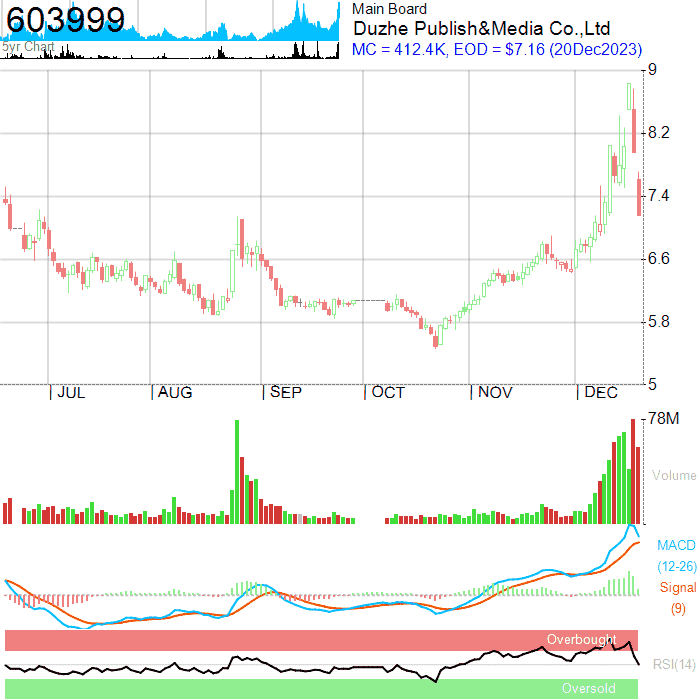 603999
5yr Chart
Main Board
Duzhe Publish&Media Co.,Ltd
MC = 412.4K, EOD = $7.16 (20Dec2023)
9
8.2
7.4
6.6
5.8
5
JUL
AUG
SEP
OCT
NOV
DEC
78M
Volume
MACD
(12-26)
Signal
(9)
Overbought
RSI(14)
Oversold